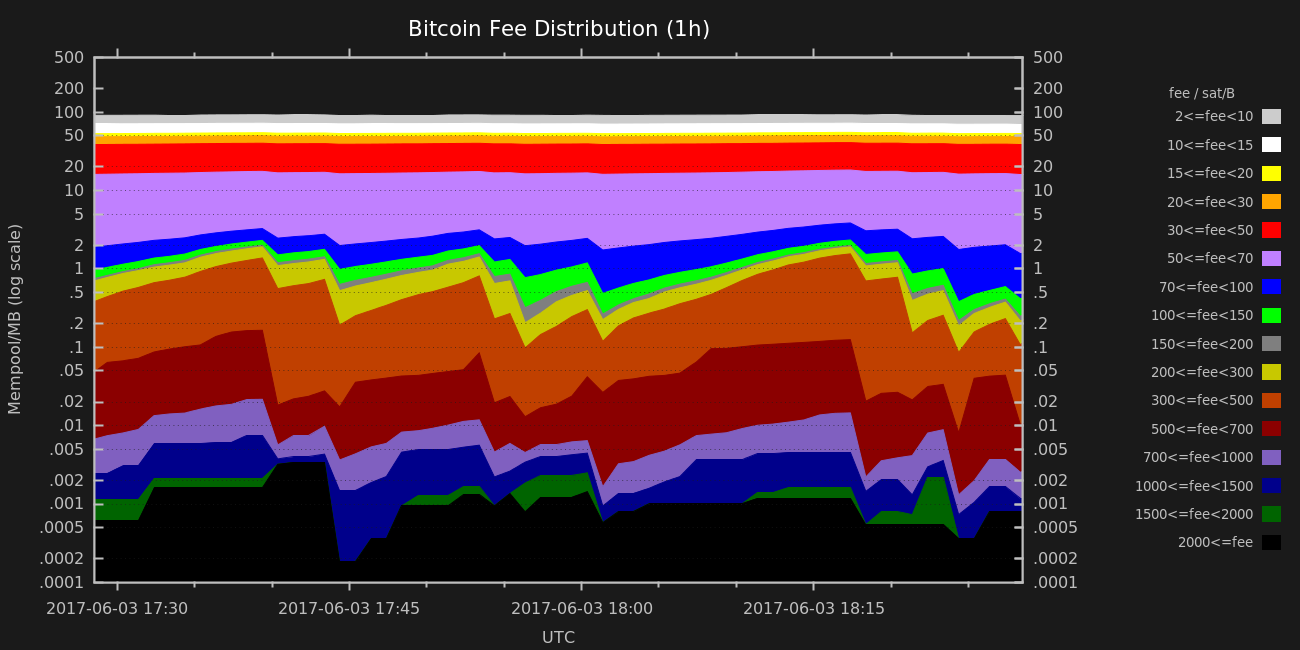 Bitcoin Fee Distribution (1h)
Mempool/MB (log scale)
500
200
100
50
20
10
5
2
1
.5
.2
.1
.05
.02
.01
.005
.002
.001
.0005
.0002
.0001
500
200
100
50
20
10
5
2
1
.5
.2
.1
.05
.02
.01
.005
.002
.001
.0005
.0002
.0001
fee / sat/B
2<=fee<10
10<=fee<15
15<=fee<20
20<=fee<30
30<=fee<50
50<=fee<70
70<=fee<100
100<=fee<150
150<=fee<200
200<=fee<300
300<=fee<500
500<=fee<700
700<=fee<1000
1000<=fee<1500
1500<=fee<2000
2000<=fee
2017-06-03 17:30 2017-06-03 17:45 2017-06-03 18:00 2017-06-03 18:15
UTC